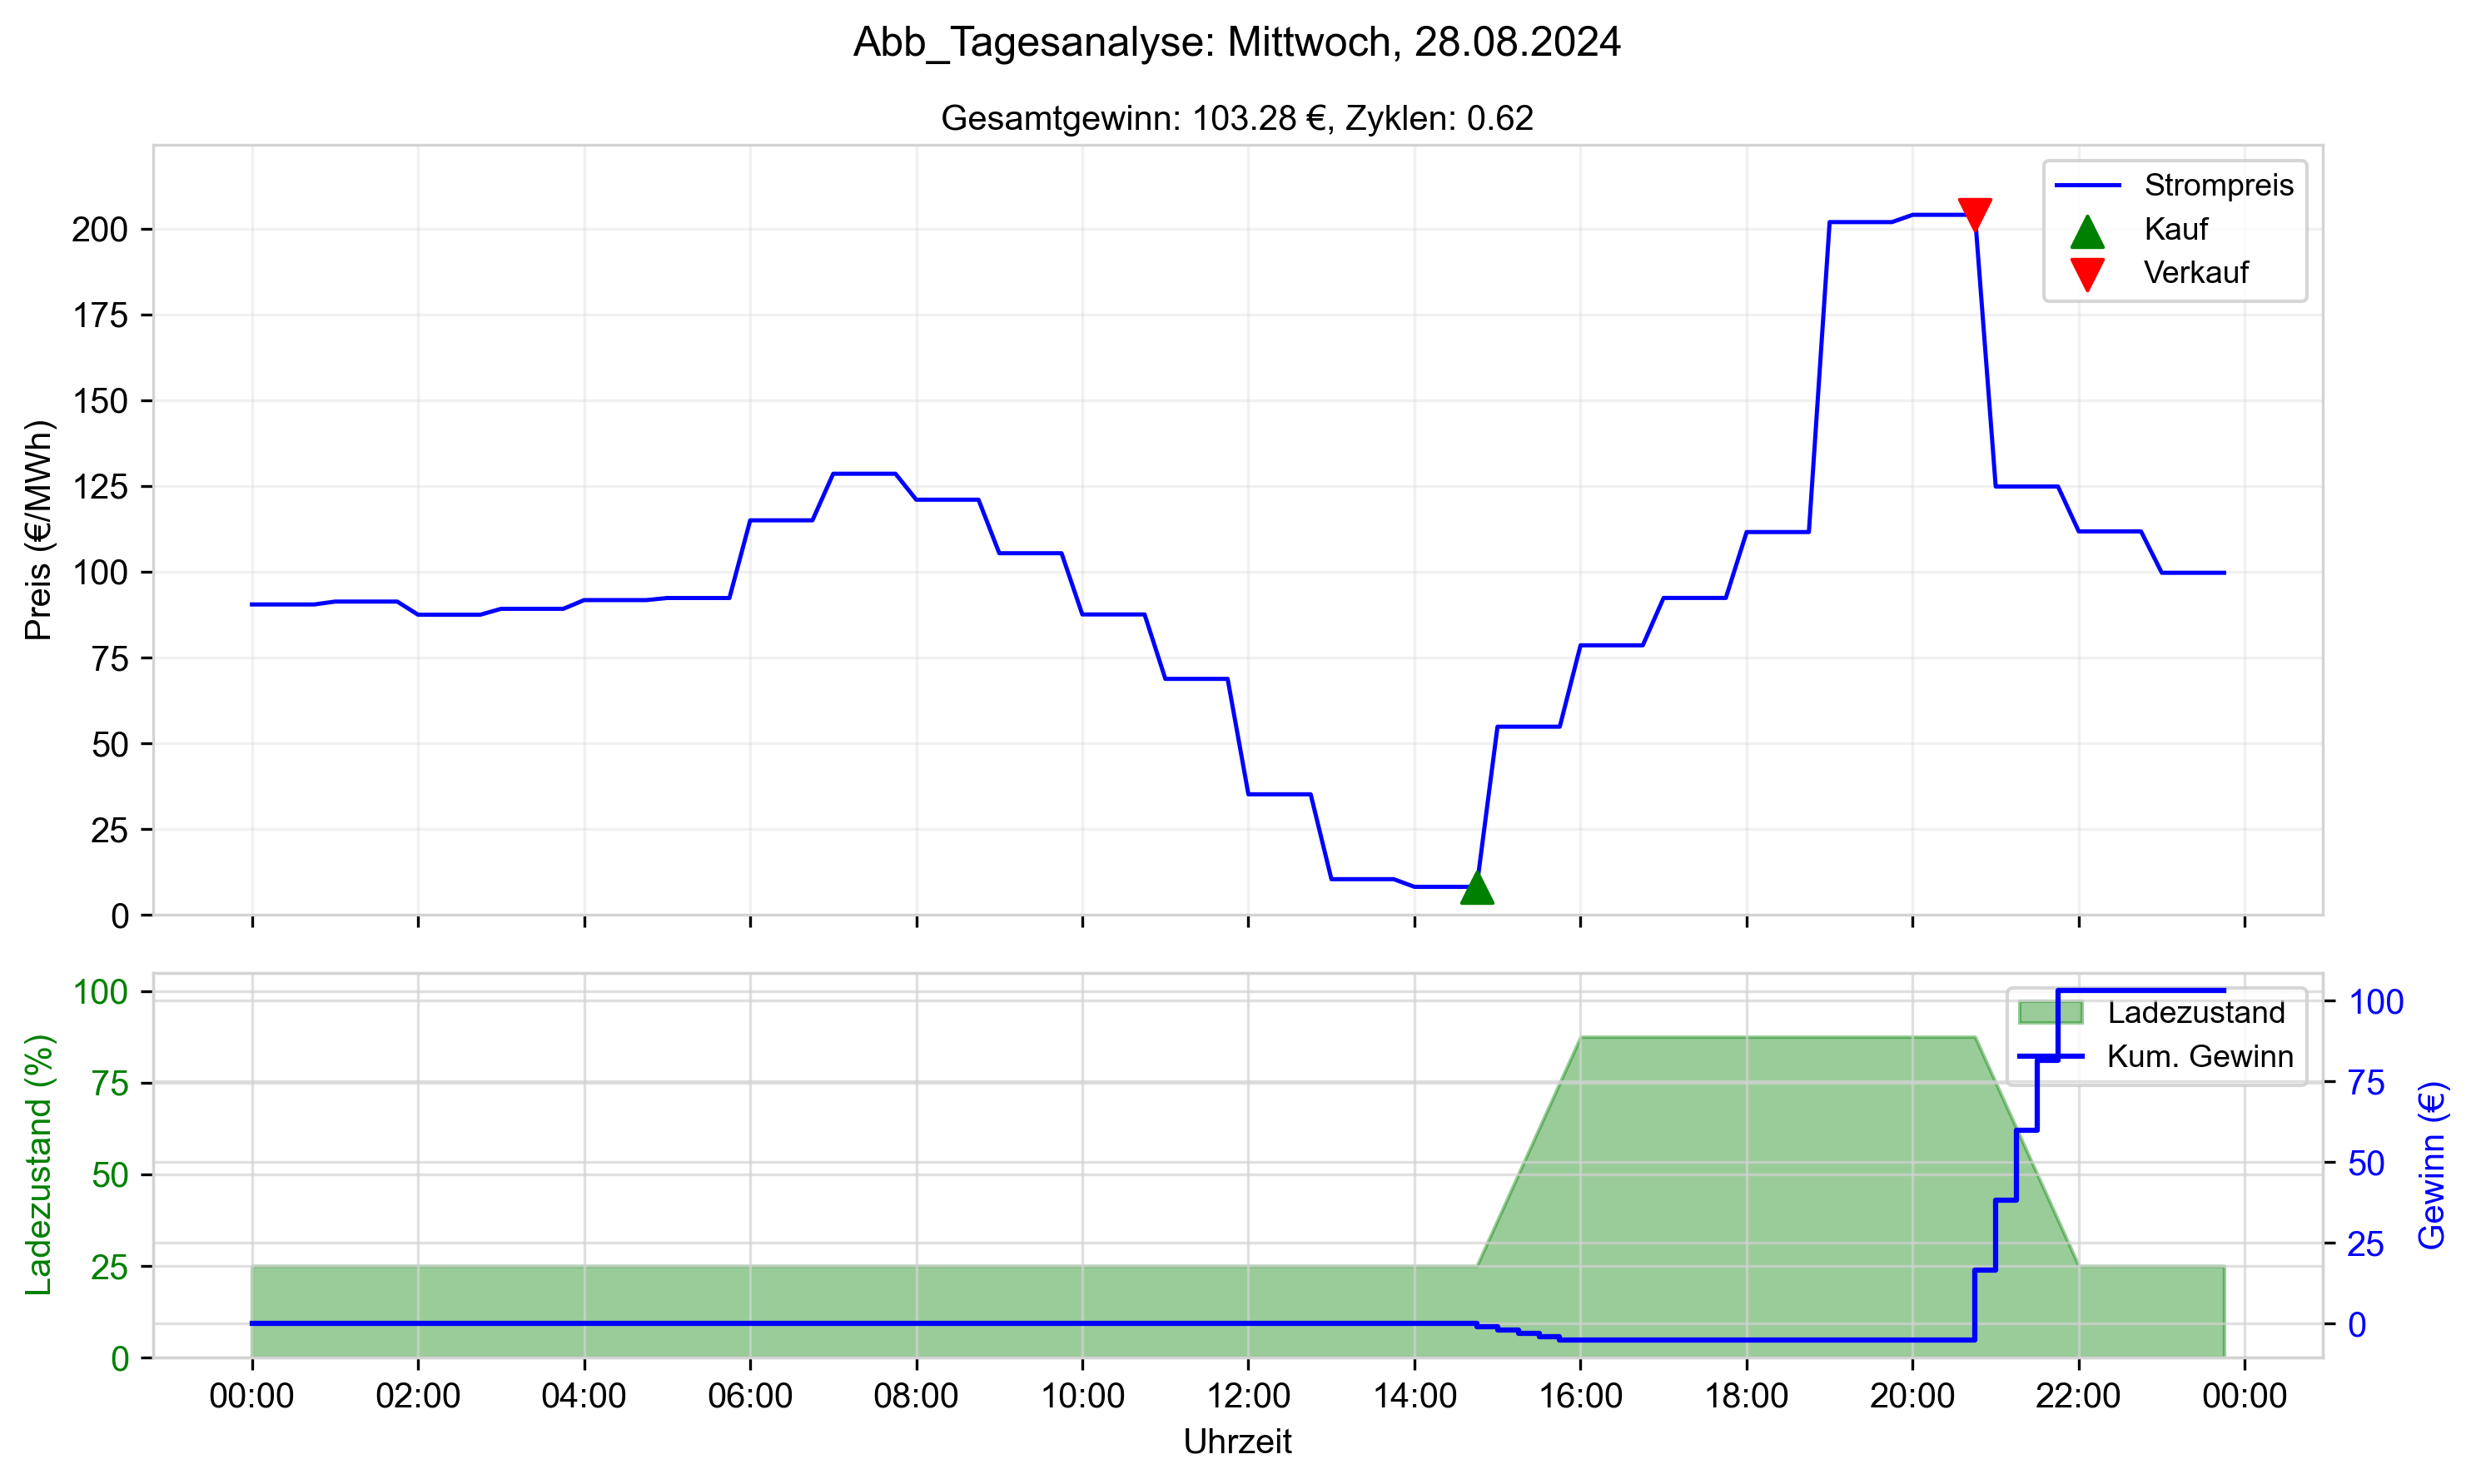 Abb_Tagesanalyse: Mittwoch, 28.08.2024
Gesamtgewinn: 103.28 €, Zyklen: 0.62
Preis (€/MWh)
200
175
150
125
100
75
50
25
0
Strompreis
Kauf
Verkauf
Ladezustand (%)
100
75
50
25
0
Ladezustand
Kum. Gewinn
100
75
50
25
0
Gewinn (€)
00:00 02:00 04:00 06:00 08:00 10:00 12:00 14:00 16:00 18:00 20:00 22:00 00:00
Uhrzeit